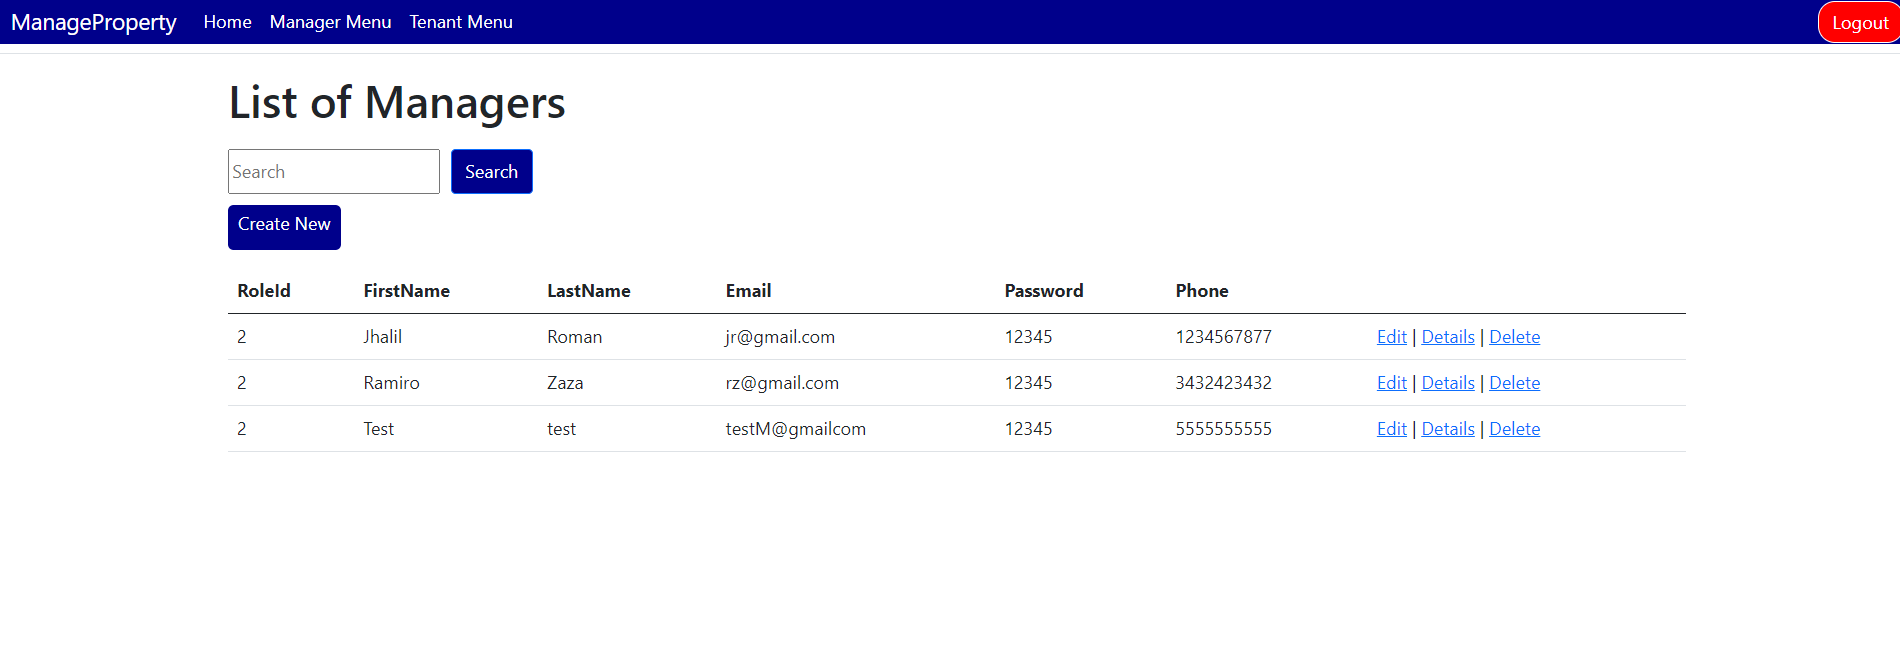 ManageProperty Home Manager Menu Tenant Menu Logout
List of Managers
Search Search
Create New
RoleId FirstName LastName Email Password Phone
2 Jhalil Roman jr@gmail.com 12345 1234567877 Edit | Details | Delete
2 Ramiro Zaza rz@gmail.com 12345 3432423432 Edit | Details | Delete
2 Test test testM@gmailcom 12345 5555555555 Edit | Details | Delete